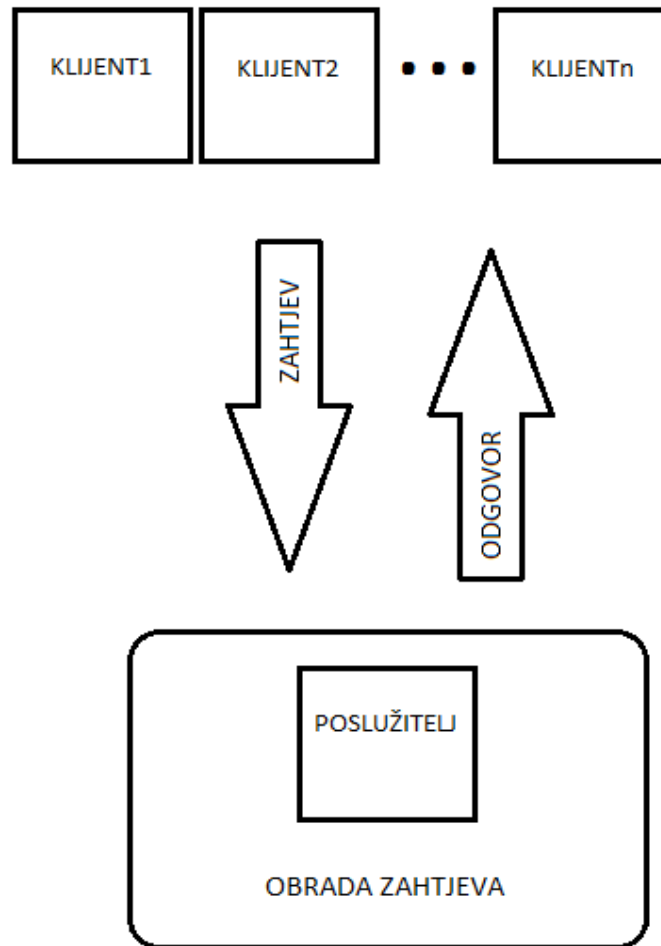 KLIJENT1
KLIJENT2
KLIJENTn
ZAHTJEV
ODGOVOR
POSLUŽITELJ
OBRADA ZAHTJEVA